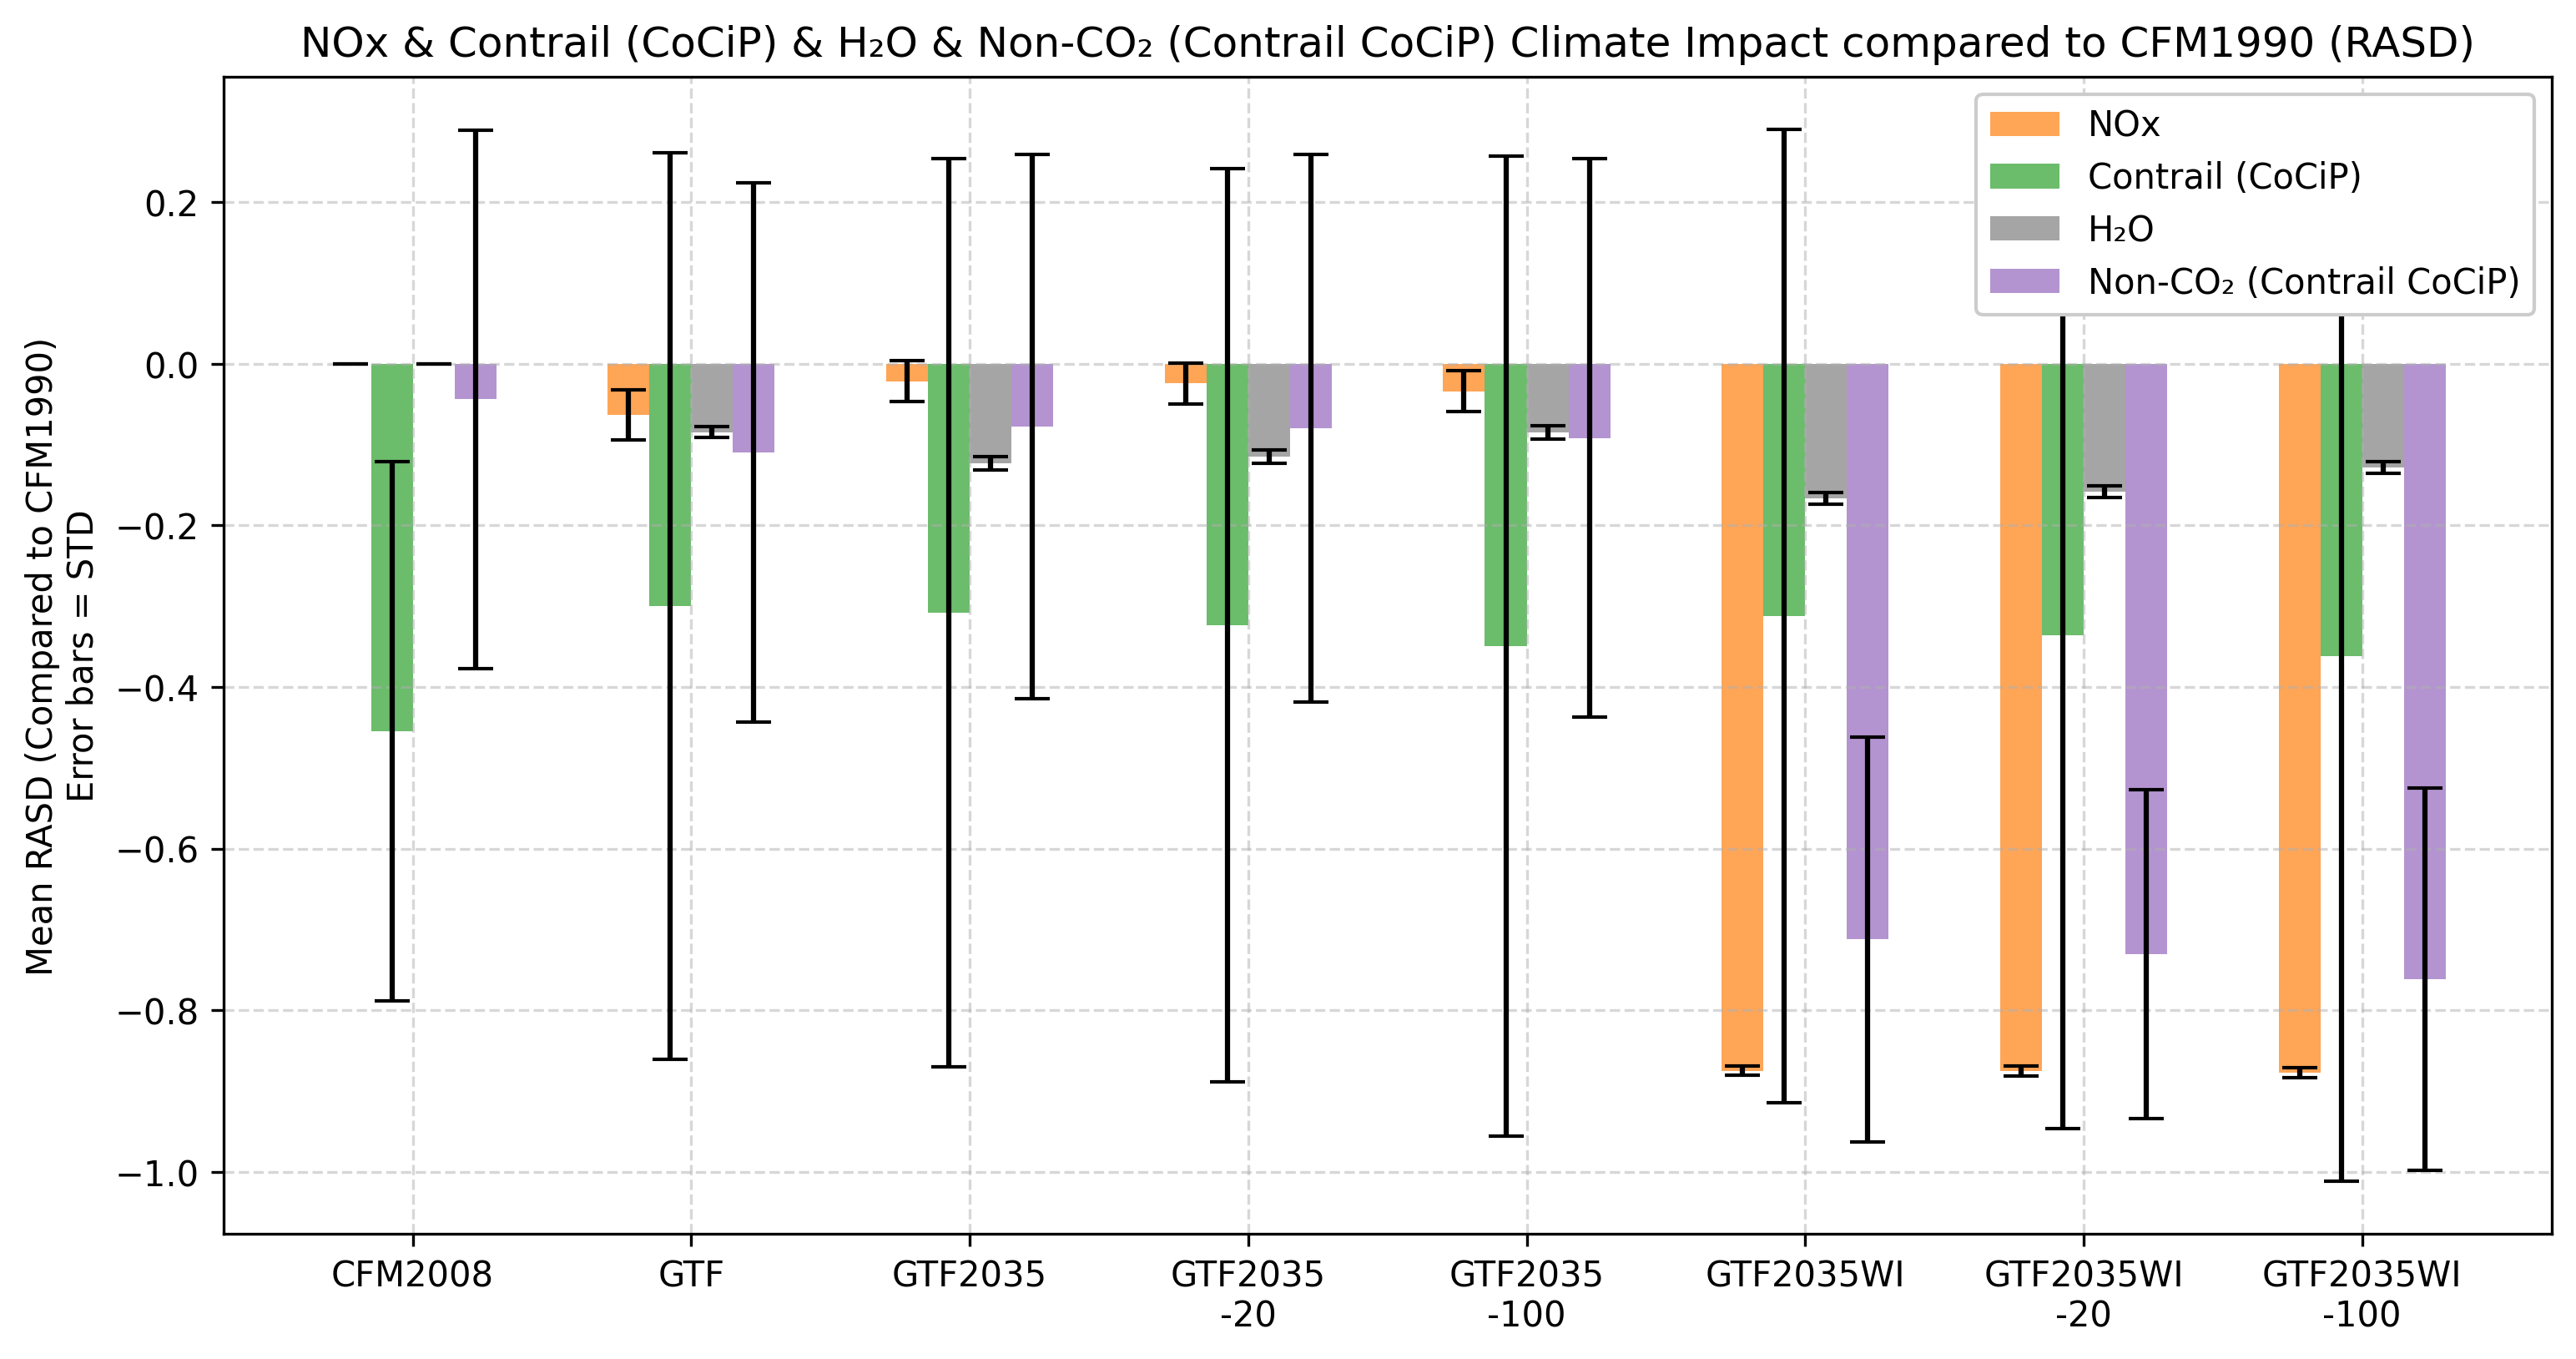 NOx & Contrail (CoCiP) & H₂O & Non-CO₂ (Contrail CoCiP) Climate Impact compared to CFM1990 (RASD)
Mean RASD (Compared to CFM1990)
Error bars = STD
0.2
0.0
−0.2
−0.4
−0.6
−0.8
−1.0
NOx
Contrail (CoCiP)
H₂O
Non-CO₂ (Contrail CoCiP)
CFM2008
GTF
GTF2035
GTF2035
-20
GTF2035
-100
GTF2035WI
GTF2035WI
-20
GTF2035WI
-100